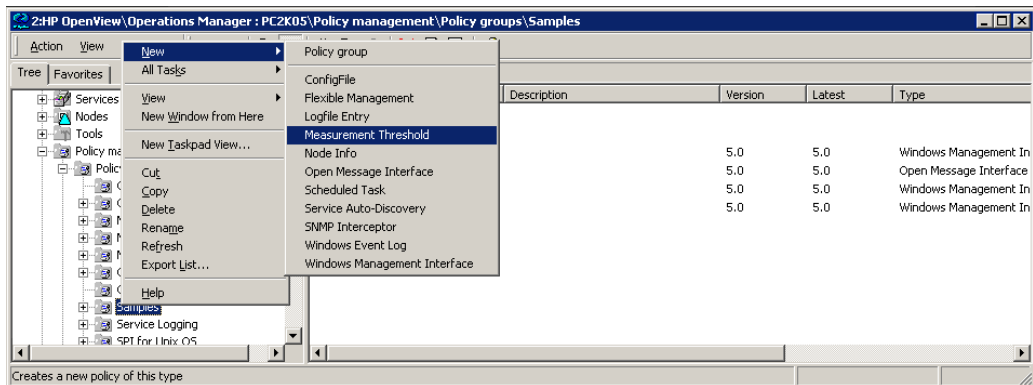 2:HP OpenView\Operations Manager : PC2K05\Policy management\Policy groups\Samples
Action View
Tree Favorites
Description Version Latest Type
Services
Nodes
Tools
Policy ma
Polic
Samples
Service Logging
SPI for Unix OS
New
All Tasks
View
New Window from Here
New Taskpad View...
Cut
Copy
Delete
Rename
Refresh
Export List...
Help
Policy group
ConfigFile
Flexible Management
Logfile Entry
Measurement Threshold
Node Info
Open Message Interface
Scheduled Task
Service Auto-Discovery
SNMP Interceptor
Windows Event Log
Windows Management Interface
5.0 5.0 Windows Management In
5.0 5.0 Open Message Interface
5.0 5.0 Windows Management In
5.0 5.0 Windows Management In
Creates a new policy of this type